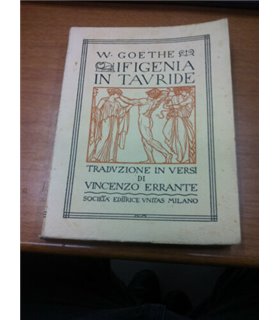 W· GOETHE
IFIGENIA
IN TAVRIDE
TRADVZIONE IN VERSI
DI
VINCENZO ERRANTE
SOCIETÀ EDITRICE VNITAS MILANO